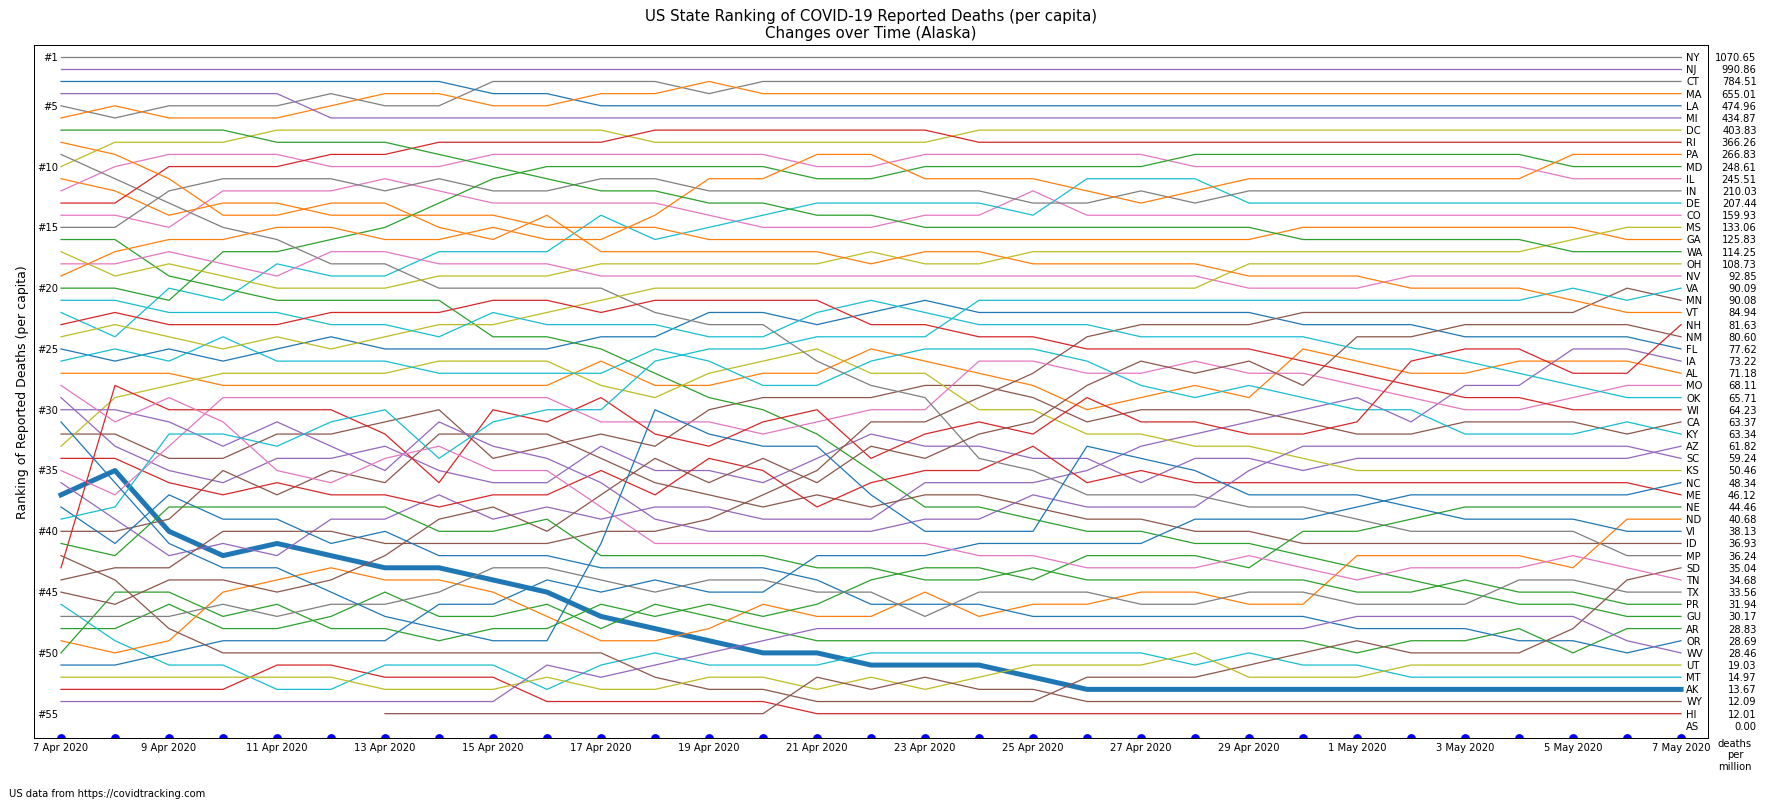 US State Ranking of COVID-19 Reported Deaths (per capita)
Changes over Time (Alaska)
Ranking of Reported Deaths (per capita)
#1
#5
#10
#15
#20
#25
#30
#35
#40
#45
#50
#55
NY 1070.65
NJ 990.86
CT 784.51
MA 655.01
LA 474.96
MI 434.87
DC 403.83
RI 366.26
PA 266.83
MD 248.61
IL 245.51
IN 210.03
DE 207.44
CO 159.93
MS 133.06
GA 125.83
WA 114.25
OH 108.73
NV 92.85
VA 90.09
MN 90.08
VT 84.94
NH 81.63
NM 80.60
FL 77.62
IA 73.22
AL 71.18
MO 68.11
OK 65.71
WI 64.23
CA 63.37
KY 63.34
AZ 61.82
SC 59.24
KS 50.46
NC 48.34
ME 46.12
NE 44.46
ND 40.68
VI 38.13
ID 36.93
MP 36.24
SD 35.04
TN 34.68
TX 33.56
PR 31.94
GU 30.17
AR 28.83
OR 28.69
WV 28.46
UT 19.03
MT 14.97
AK 13.67
WY 12.09
HI 12.01
AS 0.00
7 Apr 2020 9 Apr 2020 11 Apr 2020 13 Apr 2020 15 Apr 2020 17 Apr 2020 19 Apr 2020 21 Apr 2020 23 Apr 2020 25 Apr 2020 27 Apr 2020 29 Apr 2020 1 May 2020 3 May 2020 5 May 2020 7 May 2020
deaths
per
million
US data from https://covidtracking.com